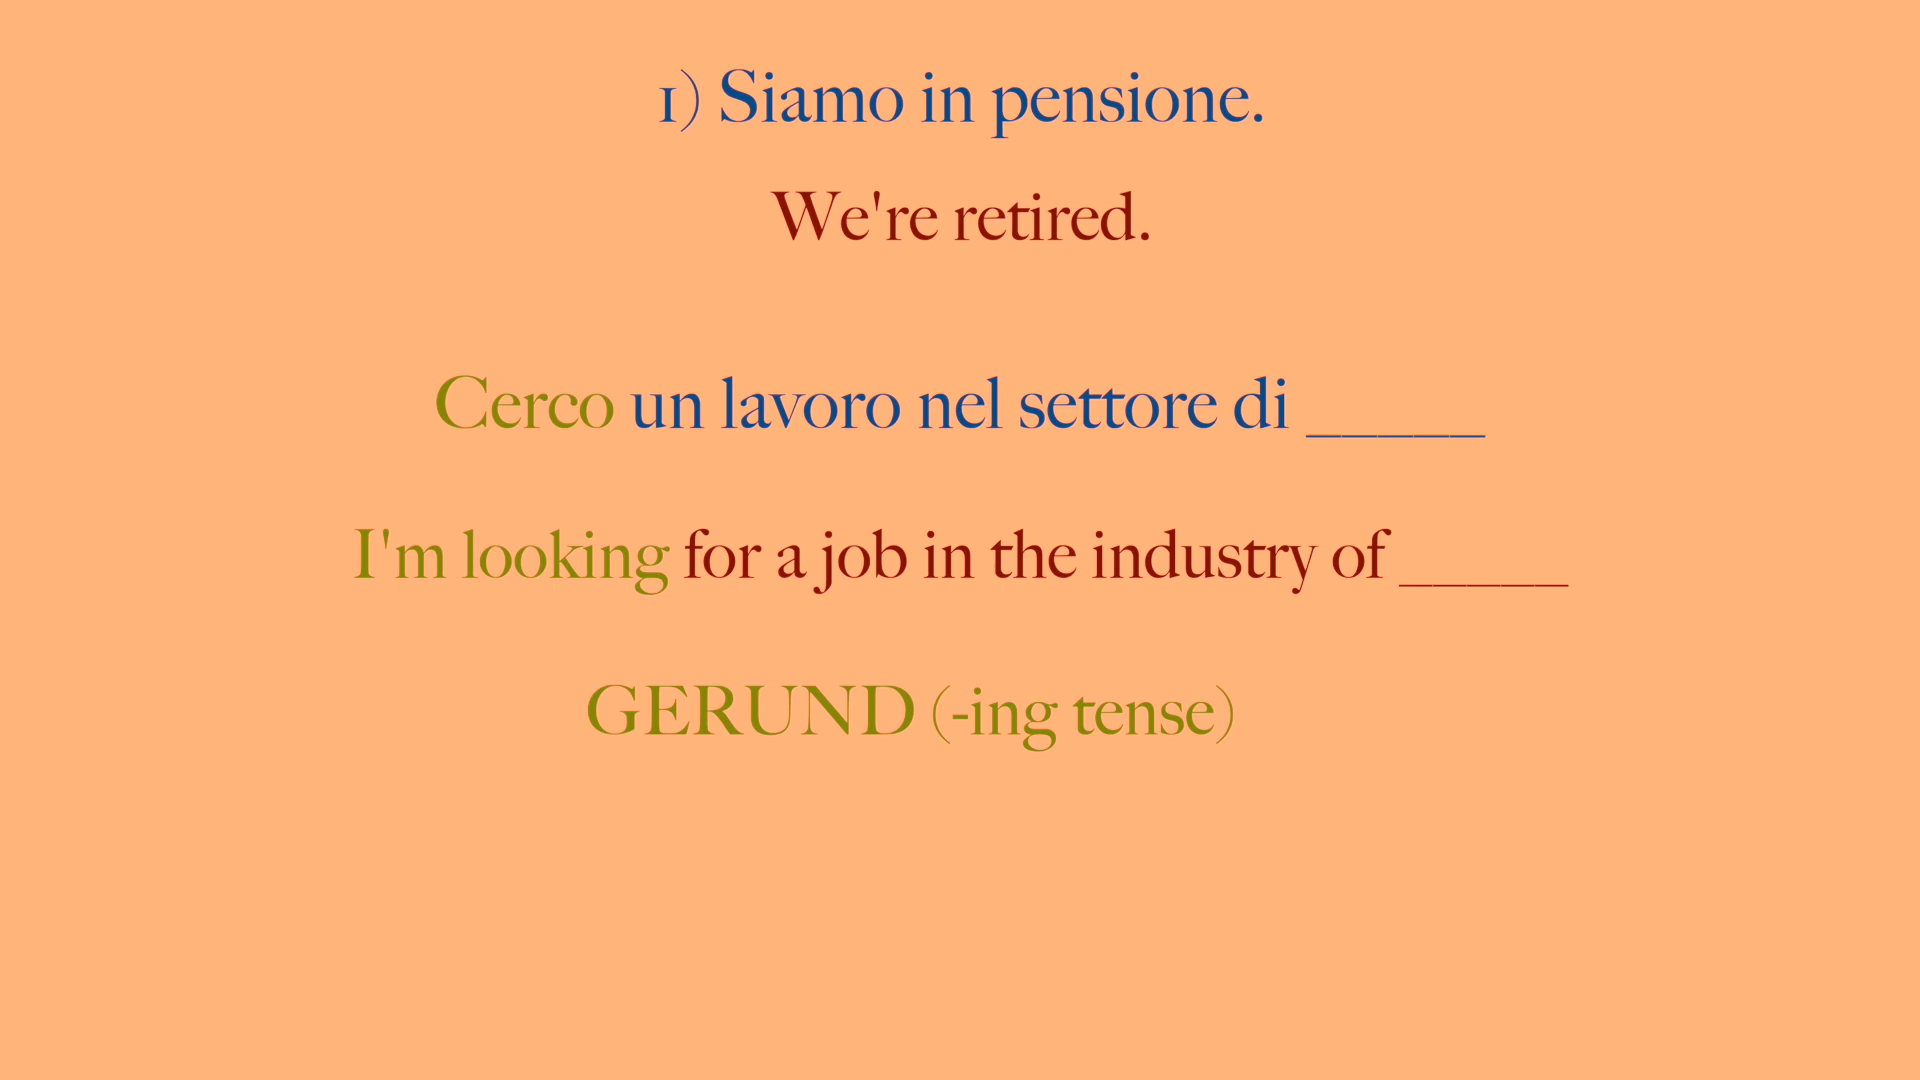 1) Siamo in pensione.
We're retired.
Cerco un lavoro nel settore di _____
I'm looking for a job in the industry of _____
GERUND (-ing tense)